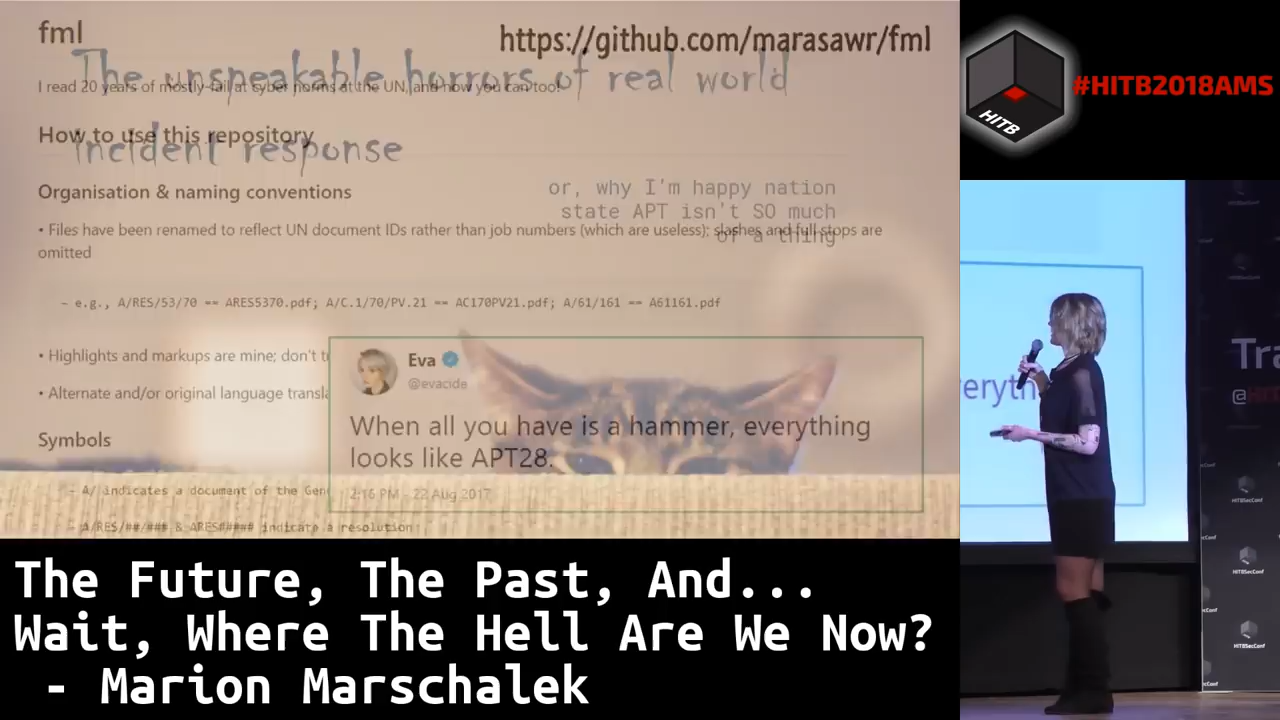 fml
https://github.com/marasawr/fml
The unspeakable horrors of real world
incident response
I read 20 years of mostly-fail at cyber norms at the UN, and now you can too!
How to use this repository
Organisation & naming conventions
or, why I'm happy nation
state APT isn't SO much
of a thing
• Files have been renamed to reflect UN document IDs rather than job numbers (which are useless); slashes and full stops are
omitted
- e.g., A/RES/53/70 == ARES5370.pdf; A/C.1/70/PV.21 == AC170PV21.pdf; A/61/161 == A61161.pdf
• Highlights and markups are mine; don't
• Alternate and/or original language
Symbols
- A/ indicates a document of the
- A/RES/##/### & ARES##### indicate a resolution
Eva
@evacide
When all you have is a hammer, everything
looks like APT28.
2:16 PM - 22 Aug 2017
The Future, The Past, And...
Wait, Where The Hell Are We Now?
- Marion Marschalek
HITB
#HITB2018AMS
Tra
@HI
HITBSecConf
HITBSecConf
HITBSecConf